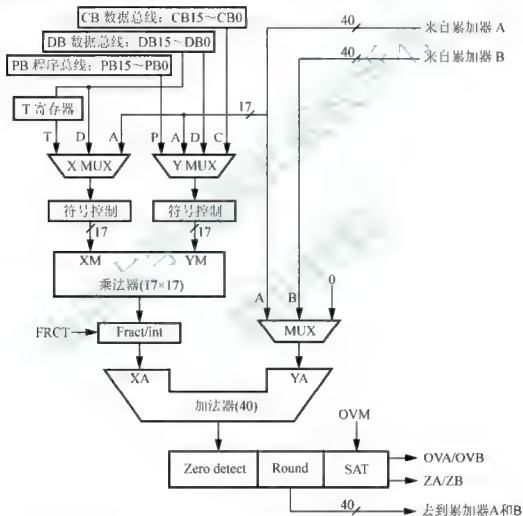 CB 数据总线：CB15～CB0
DB 数据总线：DB15～DB0
PB 程序总线：PB15～PB0
T 寄存器
40
来自累加器 A
40
来自累加器 B
17
T D A
P A D C
X MUX
Y MUX
符号控制
符号控制
17
17
XM YM
乘法器(17×17)
A B 0
FRCT
Fract/int
MUX
XA YA
加法器(40)
OVM
Zero detect
Round
SAT
OVA/OVB
ZA/ZB
40
去到累加器A和B